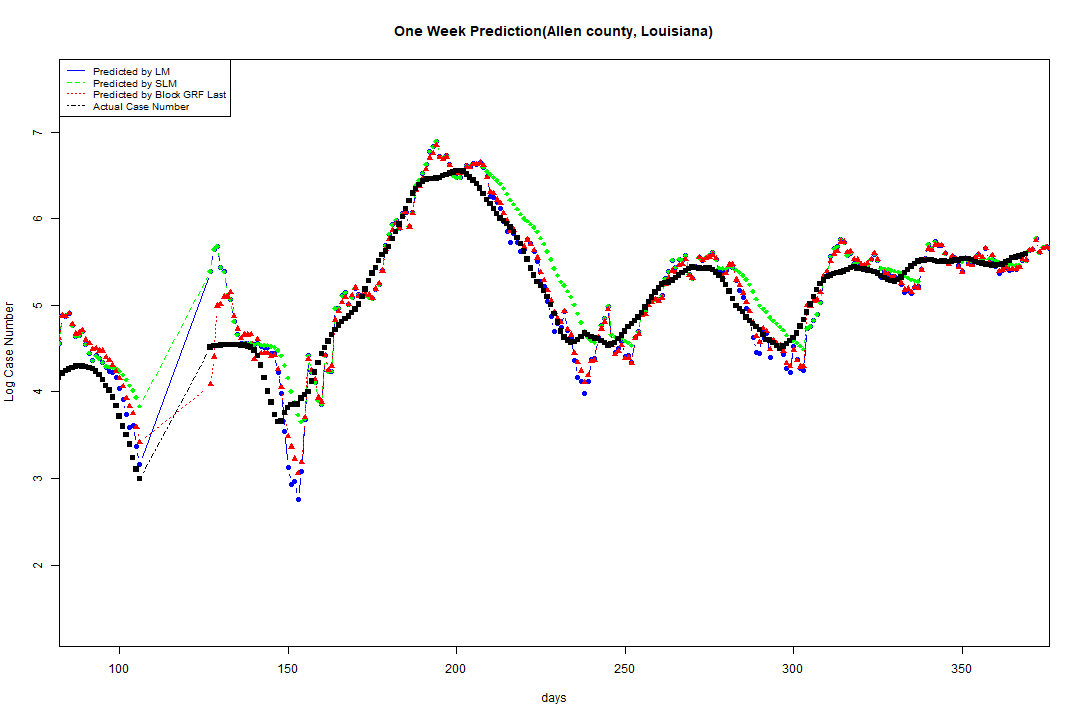 One Week Prediction(Allen county, Louisiana)
Predicted by LM
Predicted by SLM
Predicted by Block GRF Last
Actual Case Number
Log Case Number
7
6
5
4
3
2
100 150 200 250 300 350
days